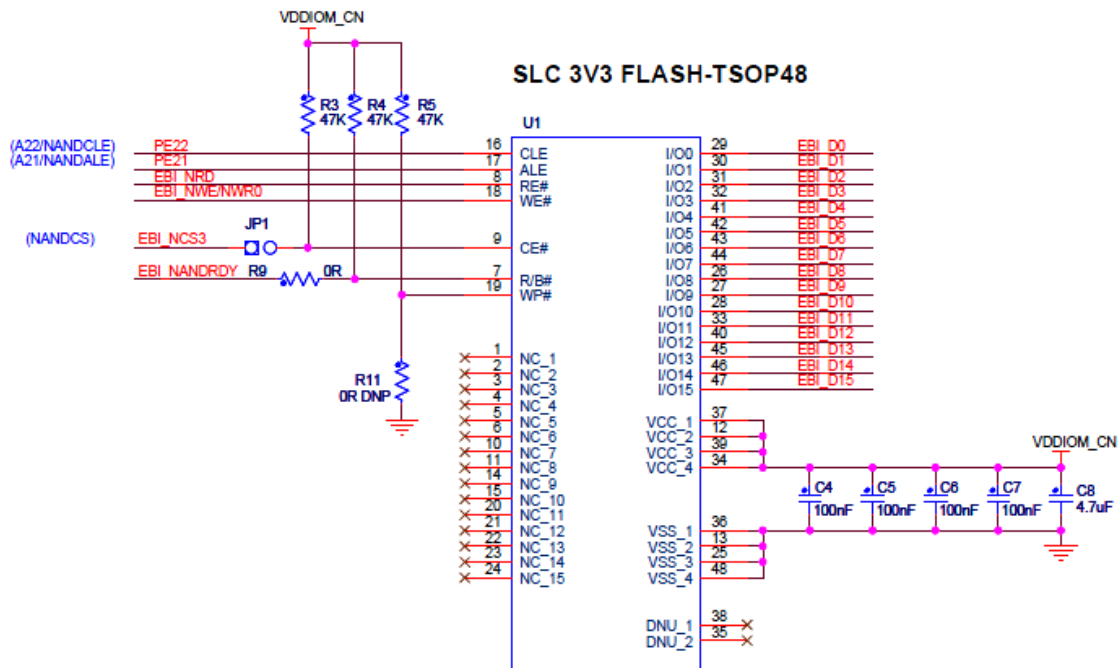 VDDIOM_CN
SLC 3V3 FLASH-TSOP48
R3 47K
R4 47K
R5 47K
U1
(A22/NANDCLE) PE22 16 CLE
(A21/NANDALE) PE21 17 ALE
EBI_NRD 8 RE#
EBI_NWE/NWR0 18 WE#
JP1
(NANDCS) EBI_NCS3 9 CE#
EBI_NANDRDY R9 0R 7 R/B#
19 WP#
R11
0R DNP
1 NC_1
2 NC_2
3 NC_3
4 NC_4
5 NC_5
6 NC_6
10 NC_7
11 NC_8
14 NC_9
15 NC_10
20 NC_11
21 NC_12
22 NC_13
23 NC_14
24 NC_15
I/O0 29 EBI_D0
I/O1 30 EBI_D1
I/O2 31 EBI_D2
I/O3 32 EBI_D3
I/O4 41 EBI_D4
I/O5 42 EBI_D5
I/O6 43 EBI_D6
I/O7 44 EBI_D7
I/O8 26 EBI_D8
I/O9 27 EBI_D9
I/O10 28 EBI_D10
I/O11 33 EBI_D11
I/O12 40 EBI_D12
I/O13 45 EBI_D13
I/O14 46 EBI_D14
I/O15 47 EBI_D15
VCC_1 37
VCC_2 12
VCC_3 39
VCC_4 34
VDDIOM_CN
C4 100nF
C5 100nF
C6 100nF
C7 100nF
C8 4.7uF
VSS_1 36
VSS_2 13
VSS_3 25
VSS_4 48
DNU_1 38
DNU_2 35